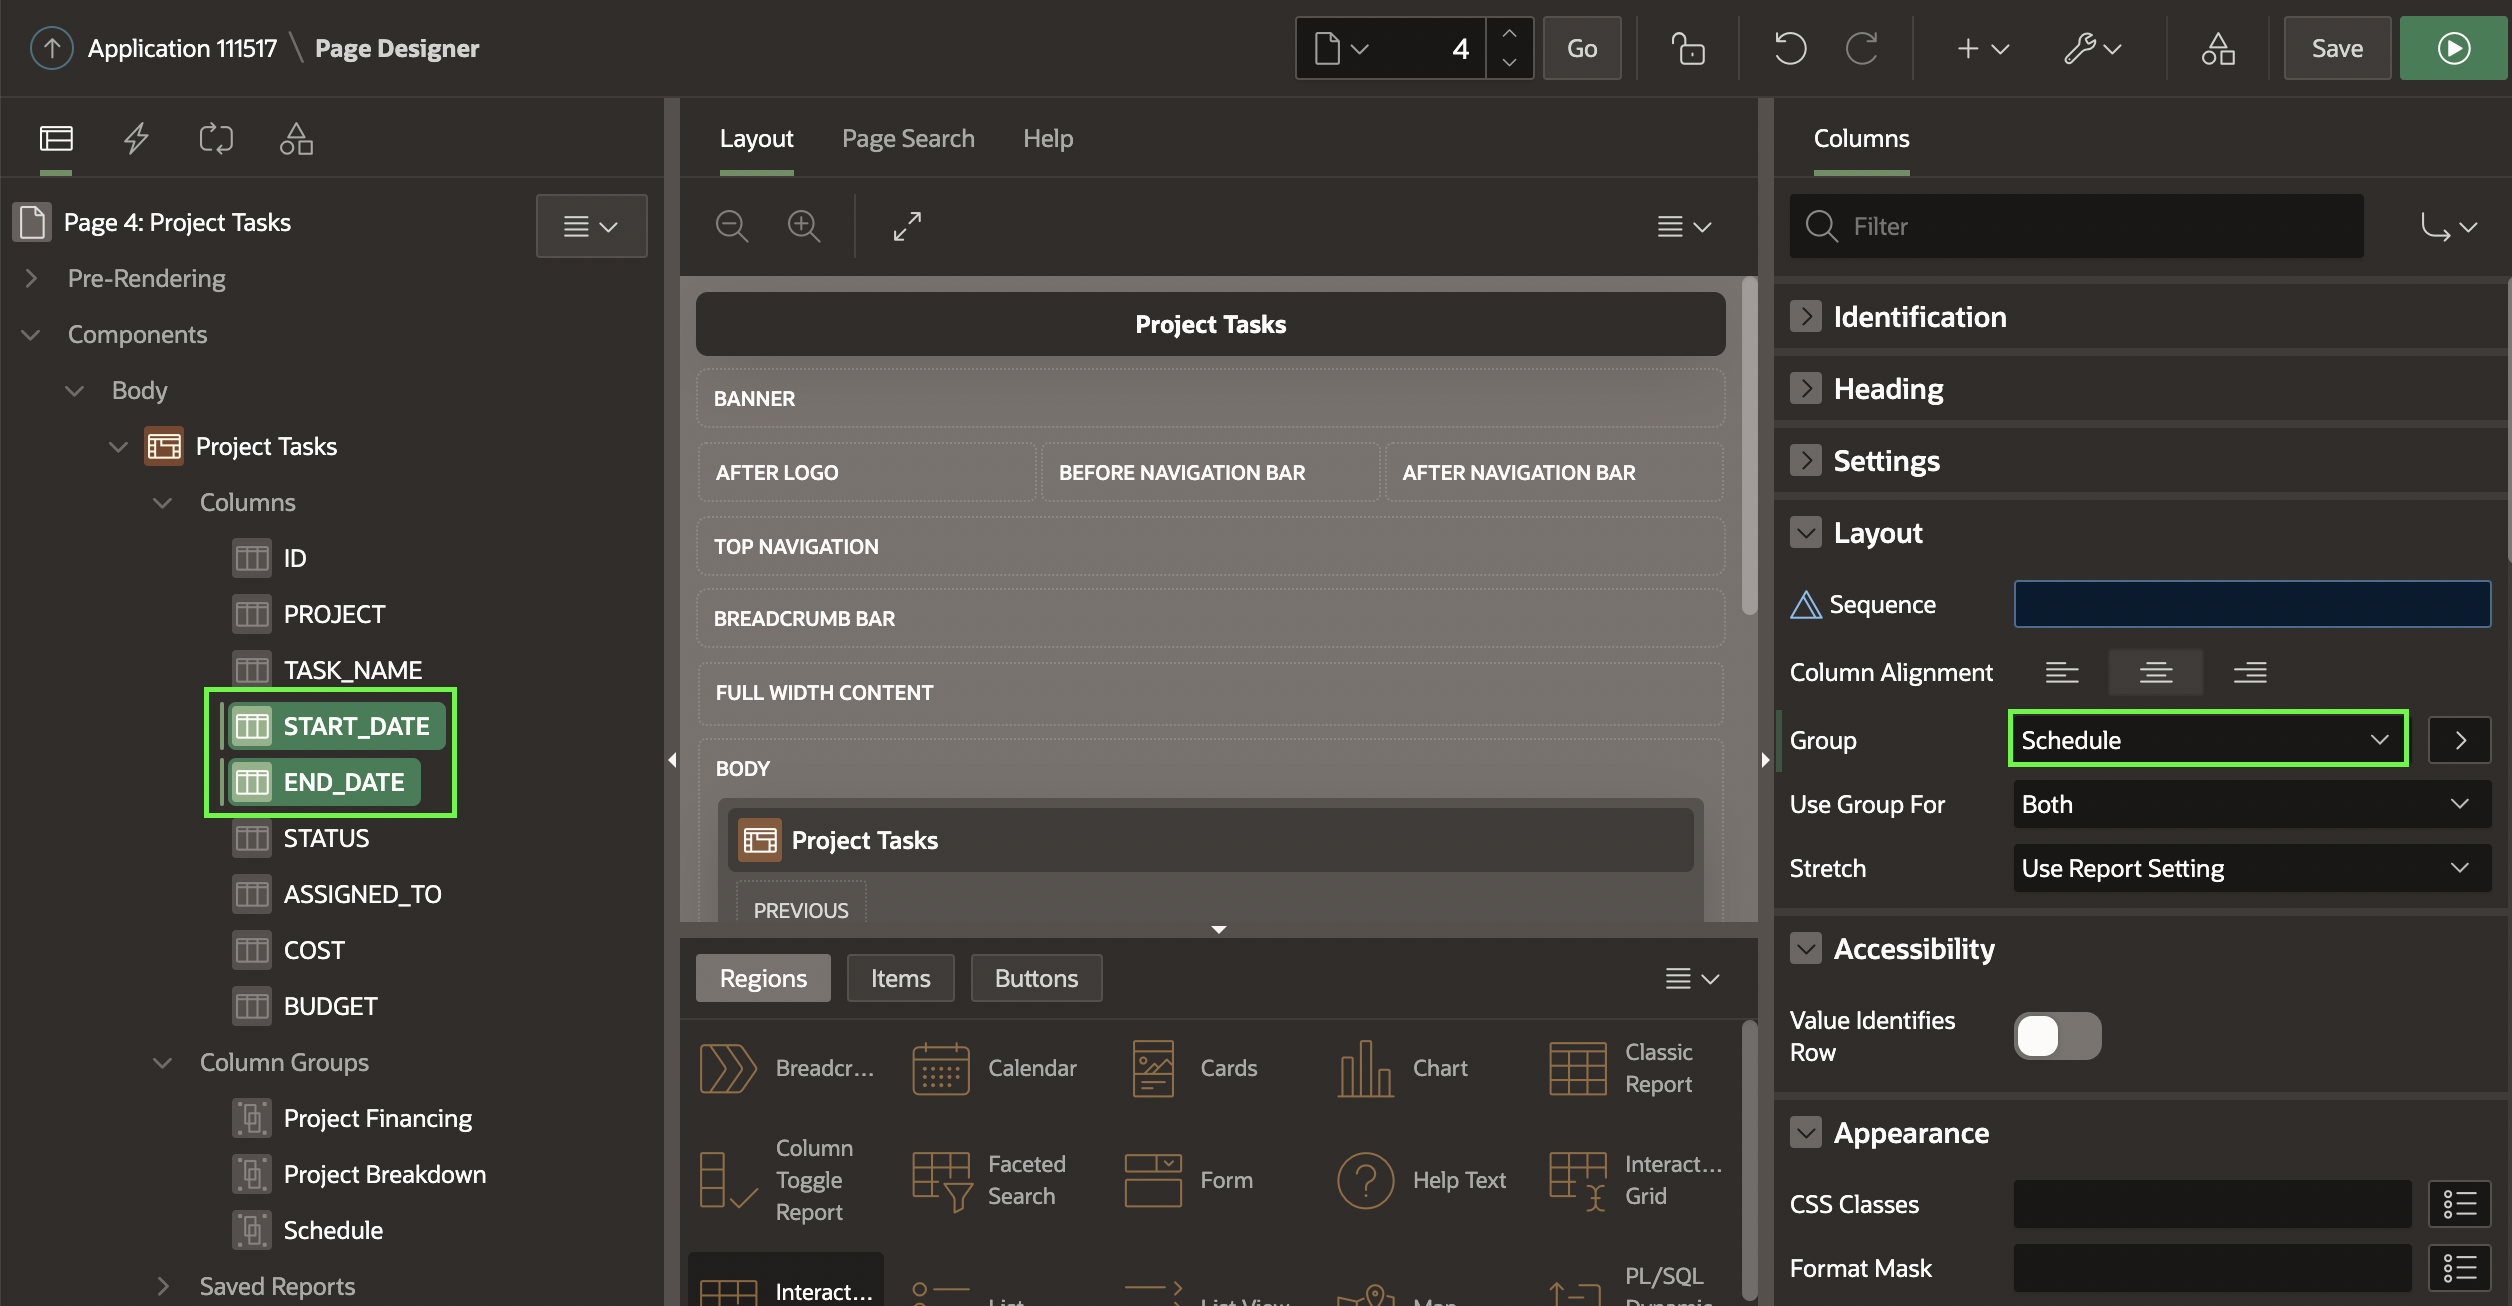 Application 111517 \ Page Designer
4
Go
Save
Page 4: Project Tasks
Pre-Rendering
Components
Body
Project Tasks
Columns
ID
PROJECT
TASK_NAME
START_DATE
END_DATE
STATUS
ASSIGNED_TO
COST
BUDGET
Column Groups
Project Financing
Project Breakdown
Schedule
Saved Reports
Layout
Page Search
Help
Project Tasks
BANNER
AFTER LOGO
BEFORE NAVIGATION BAR
AFTER NAVIGATION BAR
TOP NAVIGATION
BREADCRUMB BAR
FULL WIDTH CONTENT
BODY
Project Tasks
PREVIOUS
Regions
Items
Buttons
Breadcr...
Calendar
Cards
Chart
Classic
Report
Column
Toggle
Report
Faceted
Search
Form
Help Text
Interact...
Grid
Interact...
List
List View
Map
PL/SQL
Dynamic
Columns
Filter
Identification
Heading
Settings
Layout
Sequence
Column Alignment
Group
Schedule
Use Group For
Both
Stretch
Use Report Setting
Accessibility
Value Identifies
Row
Appearance
CSS Classes
Format Mask